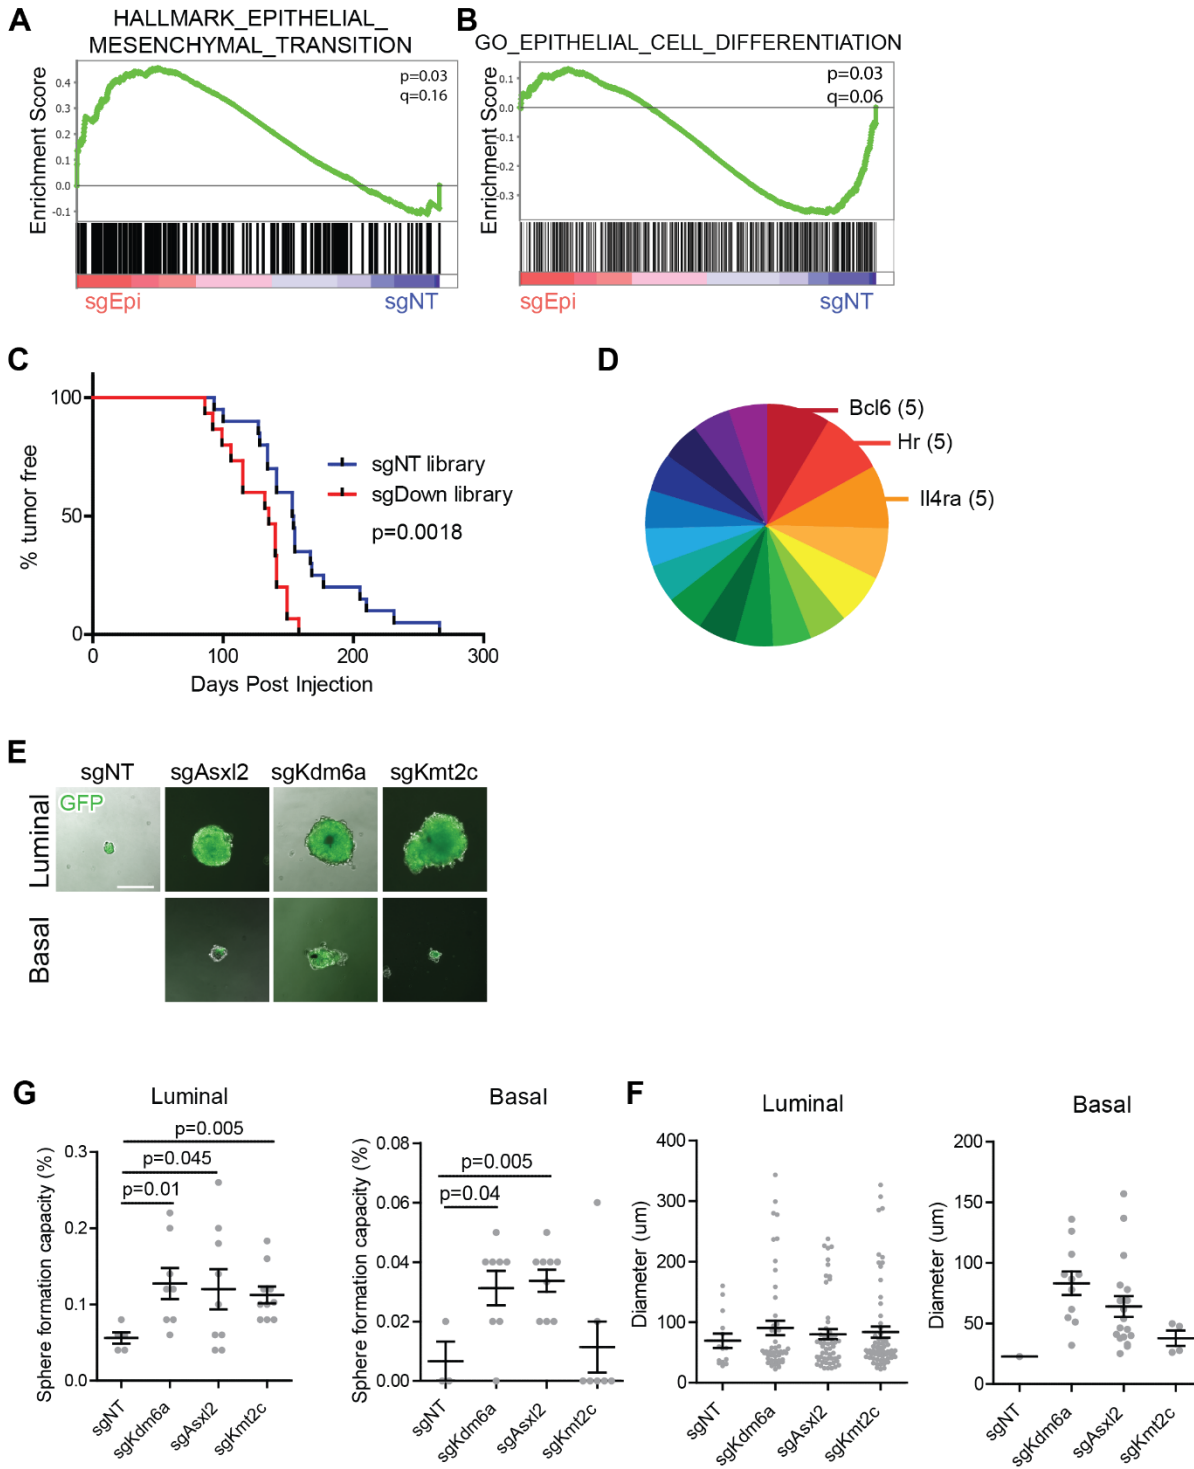 A
HALLMARK_EPITHELIAL_
MESENCHYMAL_TRANSITION
Enrichment Score
0.4
0.3
0.2
0.1
0.0
-0.1
p=0.03
q=0.16
sgEpi
sgNT
B
GO_EPITHELIAL_CELL_DIFFERENTIATION
Enrichment Score
0.1
0.0
-0.1
-0.2
-0.3
p=0.03
q=0.06
sgEpi
sgNT
C
% tumor free
100
50
0
0
100
200
300
Days Post Injection
sgNT library
sgDown library
p=0.0018
D
Bcl6 (5)
Hr (5)
Il4ra (5)
E
sgNT
sgAsxl2
sgKdm6a
sgKmt2c
Luminal
GFP
Basal
G
Luminal
Sphere formation capacity (%)
0.3
0.2
0.1
0.0
p=0.005
p=0.045
p=0.01
sgNT
sgKdm6a
sgAsxl2
sgKmt2c
Basal
Sphere formation capacity (%)
0.08
0.06
0.04
0.02
0.00
p=0.005
p=0.04
sgNT
sgKdm6a
sgAsxl2
sgKmt2c
F
Luminal
Diameter (um)
400
300
200
100
0
sgNT
sgKdm6a
sgAsxl2
sgKmt2c
Basal
Diameter (um)
200
150
100
50
0
sgNT
sgKdm6a
sgAsxl2
sgKmt2c